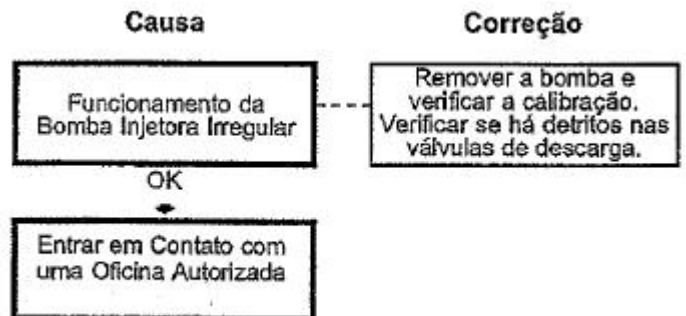 Causa
Correção
Funcionamento da
Bomba Injetora Irregular
Remover a bomba e
verificar a calibração.
Verificar se há detritos nas
válvulas de descarga.
OK
Entrar em Contato com
uma Oficina Autorizada